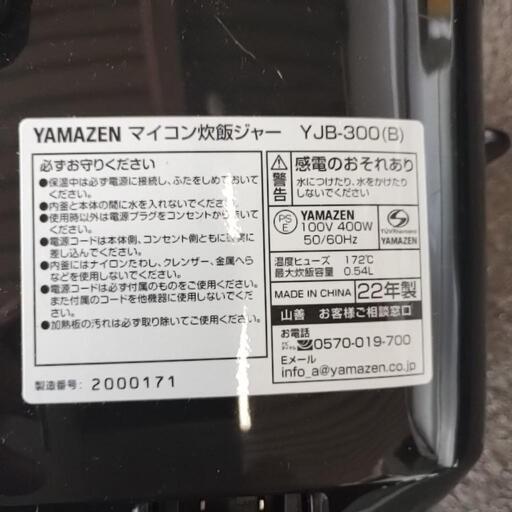 YAMAZEN マイコン炊飯ジャー YJB-300(B)
必ずお守りください
●保温中は必ず電源に接続し、ふたをしめておいてください。
●内釜と本体の間に水を入れないでください。
●使用時以外は電源プラグをコンセントから
ください。
●電源コードは本体側、コンセント側ともに確実に
差し込んでください。
●内釜にはナイロンたわし、クレンザー、金属へら
などを使用しないでください。
●電源コードは必ず付属のものをご使用ください。
また付属のコードを他機器に使用しないでください。
●加熱板の汚れは必ず取り除いてご使用ください。
製造番号: 2000171
警告
感電のおそれあり
水につけたり、水をかけたり
しないでください
PS
E
YAMAZEN
100V 400W
50/60Hz
TÜVRheinland
YAMAZEN
温度ヒューズ 172℃
最大炊飯容量 0.54L
MADE IN CHINA 22年製
山善 お客様ご相談窓口
お電話
0570-019-700
Eメール
info_a@yamazen.co.jp